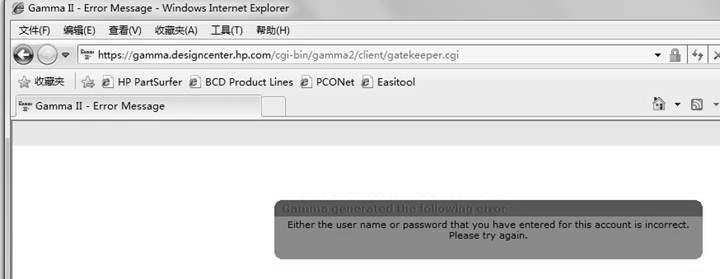 Gamma II - Error Message - Windows Internet Explorer
文件(F) 编辑(E) 查看(V) 收藏夹(A) 工具(T) 帮助(H)
https://gamma.designcenter.hp.com/cgi-bin/gamma2/client/gatekeeper.cgi
收藏夹 HP PartSurfer BCD Product Lines PCONet Easitool
Gamma II - Error Message
Gamma generated the following error
Either the user name or password that you have entered for this account is incorrect.
Please try again.